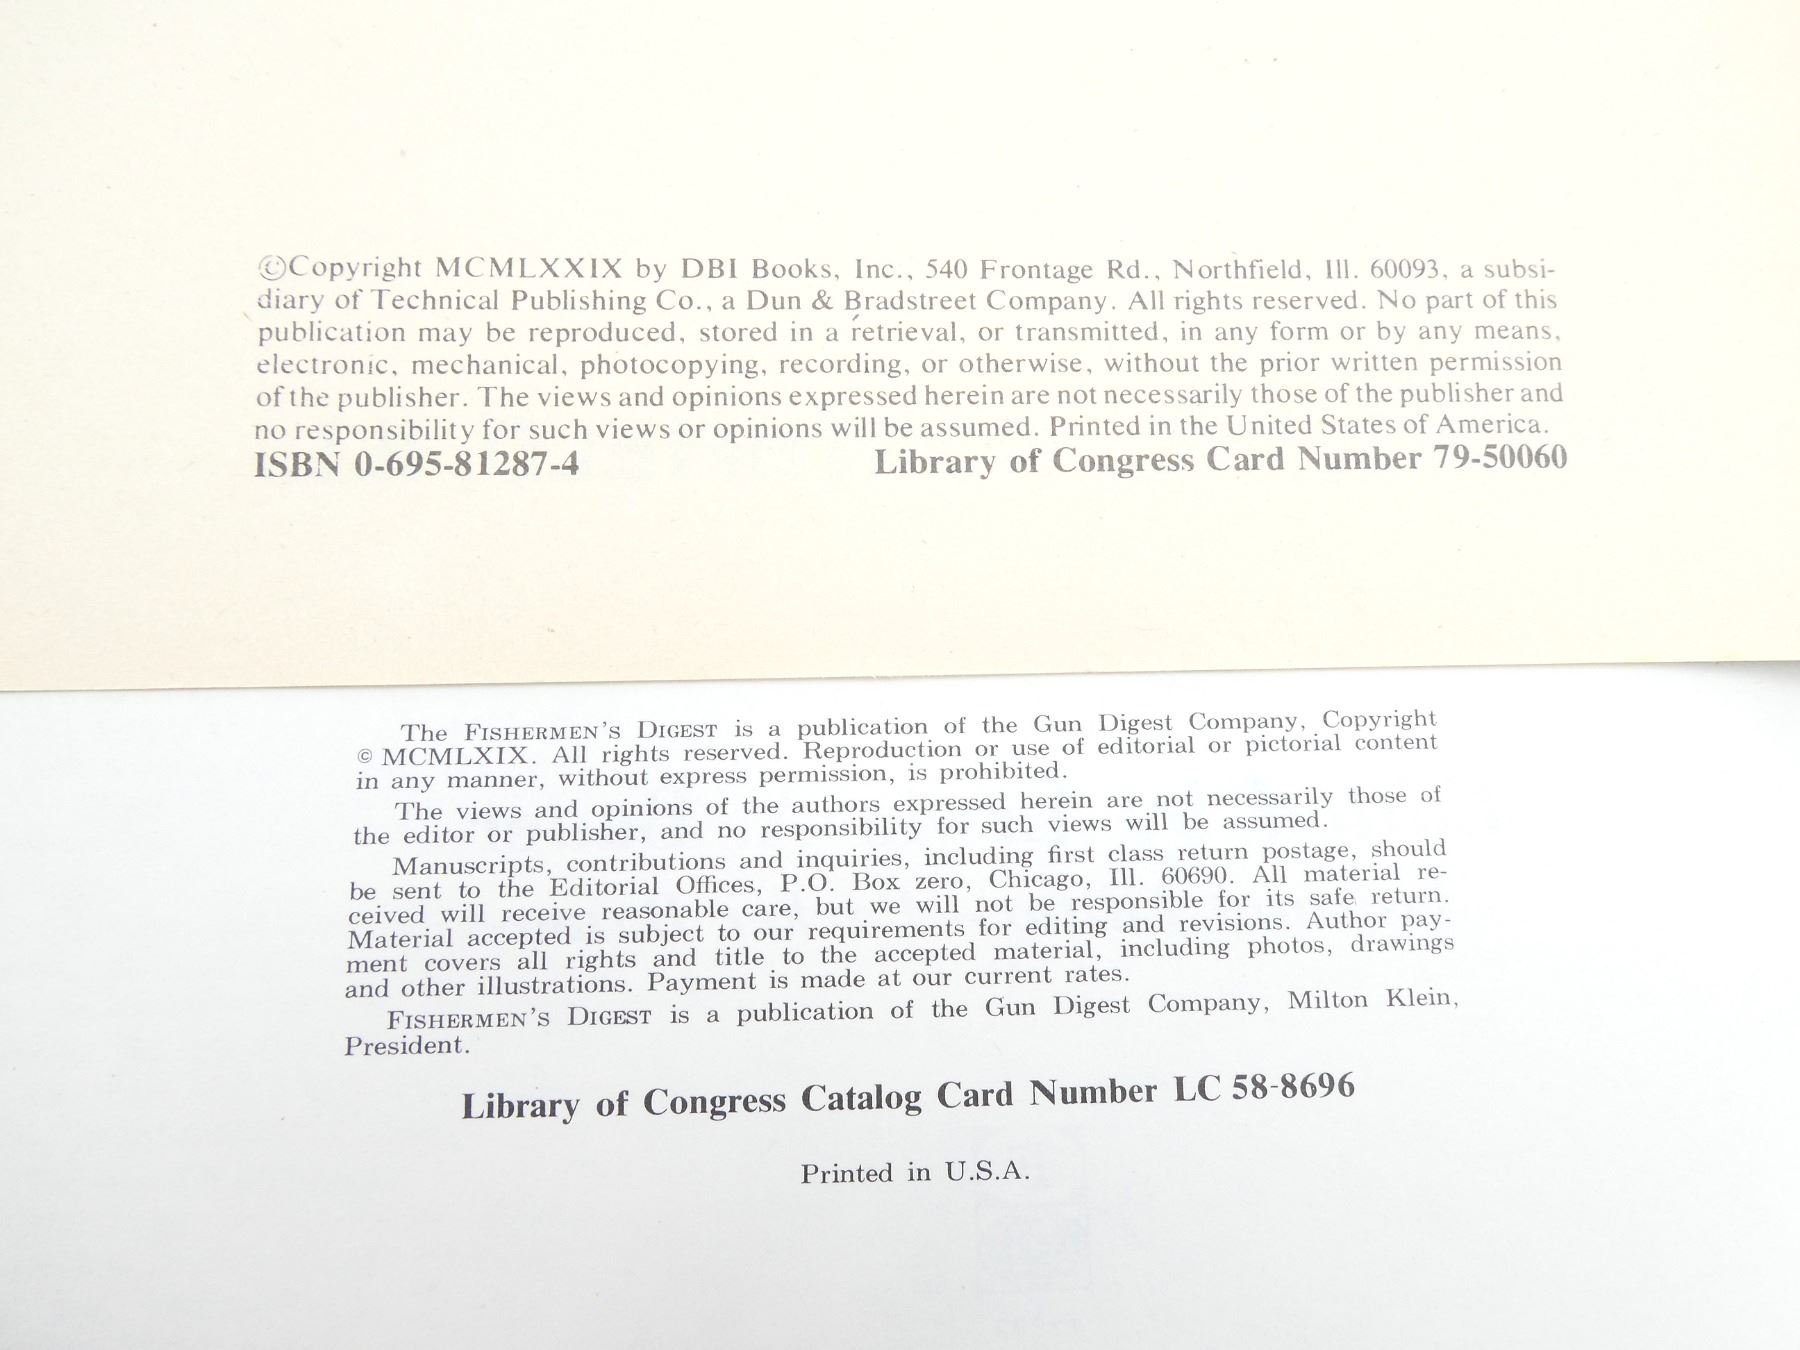 ©Copyright MCMLXXIX by DBI Books, Inc., 540 Frontage Rd., Northfield, Ill. 60093, a subsi-
diary of Technical Publishing Co., a Dun & Bradstreet Company. All rights reserved. No part of this
publication may be reproduced, stored in a retrieval, or transmitted, in any form or by any means,
electronic, mechanical, photocopying, recording, or otherwise, without the prior written permission
of the publisher. The views and opinions expressed herein are not necessarily those of the publisher and
no responsibility for such views or opinions will be assumed. Printed in the United States of America.
ISBN 0-695-81287-4 Library of Congress Card Number 79-50060
The FISHERMEN'S DIGEST is a publication of the Gun Digest Company, Copyright
© MCMLXIX. All rights reserved. Reproduction or use of editorial or pictorial content
in any manner, without express permission, is prohibited.
The views and opinions of the authors expressed herein are not necessarily those of
the editor or publisher, and no responsibility for such views will be assumed.
Manuscripts, contributions and inquiries, including first class return postage, should
be sent to the Editorial Offices, P.O. Box zero, Chicago, Ill. 60690. All material re-
ceived will receive reasonable care, but we will not be responsible for its safe return.
Material accepted is subject to our requirements for editing and revisions. Author pay-
ment covers all rights and title to the accepted material, including photos, drawings
and other illustrations. Payment is made at our current rates.
FISHERMEN'S DIGEST is a publication of the Gun Digest Company, Milton Klein,
President.
Library of Congress Catalog Card Number LC 58-8696
Printed in U.S.A.